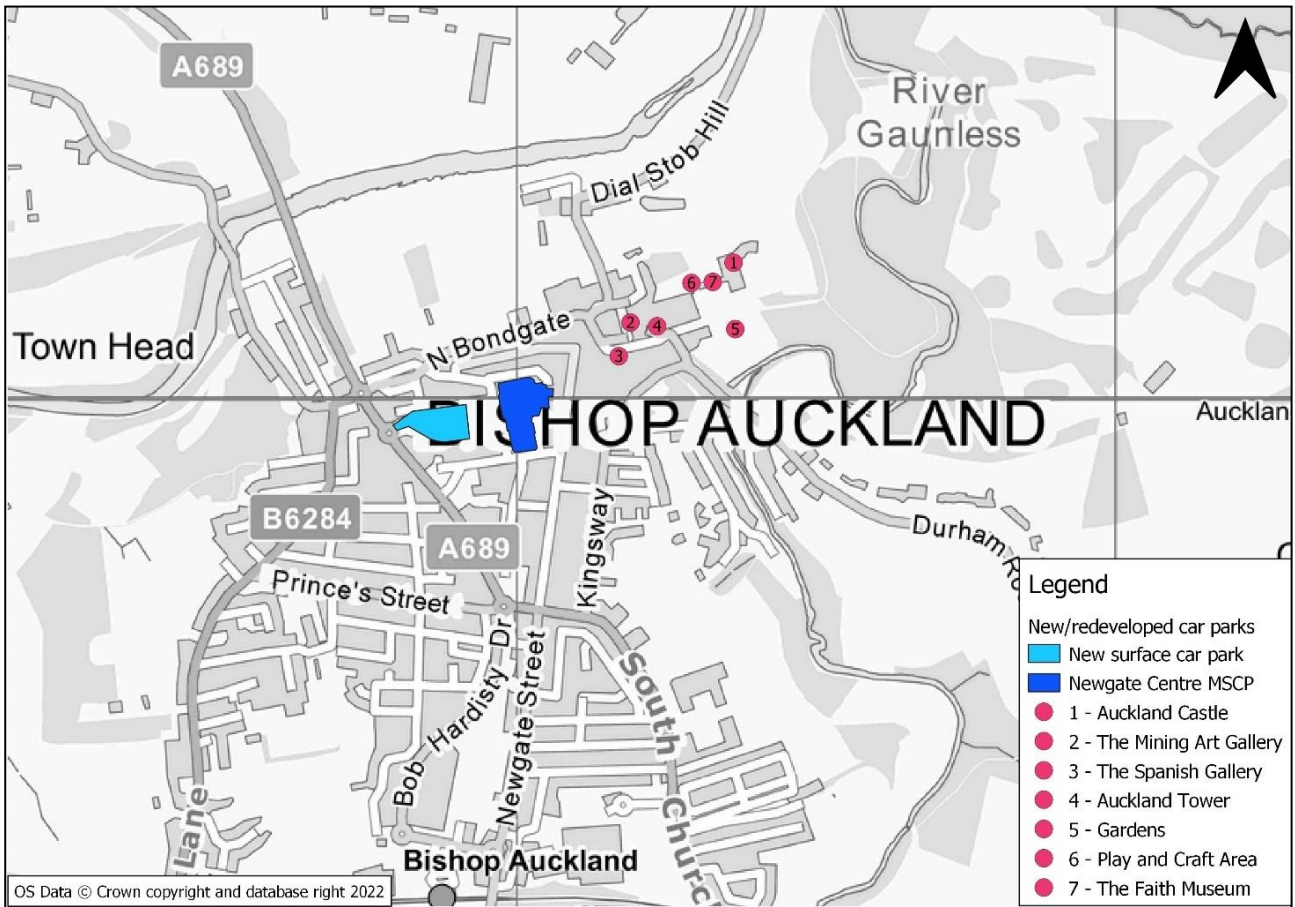 A689
River
Gaunless
Dial Stob Hill
1
6
7
2
4
5
3
N Bondgate
Town Head
BISHOP AUCKLAND
Aucklan
B6284
A689
Kingsway
Durham R
Prince's Street
Bob Hardisty Dr
Newgate Street
South Church
Lane
Bishop Auckland
OS Data © Crown copyright and database right 2022
Legend
New/redeveloped car parks
New surface car park
Newgate Centre MSCP
1 - Auckland Castle
2 - The Mining Art Gallery
3 - The Spanish Gallery
4 - Auckland Tower
5 - Gardens
6 - Play and Craft Area
7 - The Faith Museum